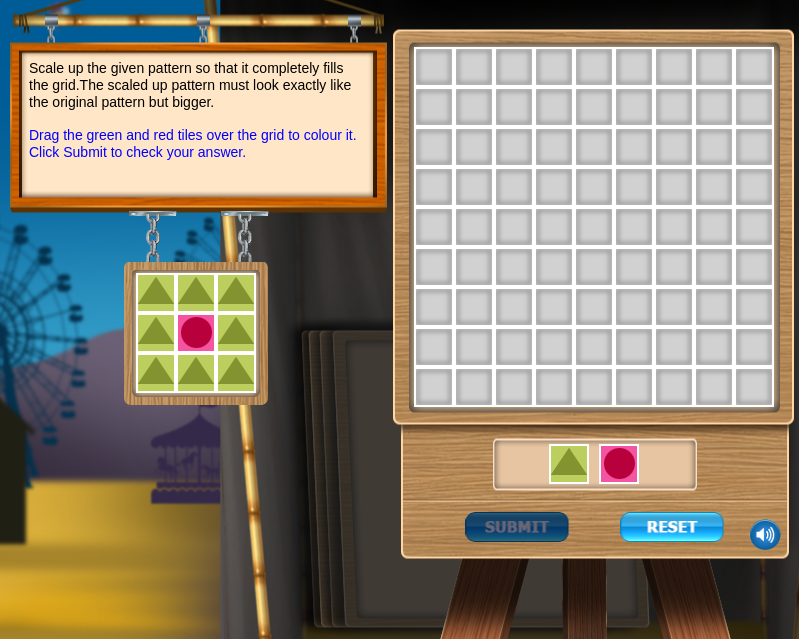 Scale up the given pattern so that it completely fills
the grid.The scaled up pattern must look exactly like
the original pattern but bigger.
Drag the green and red tiles over the grid to colour it.
Click Submit to check your answer.
SUBMIT
RESET